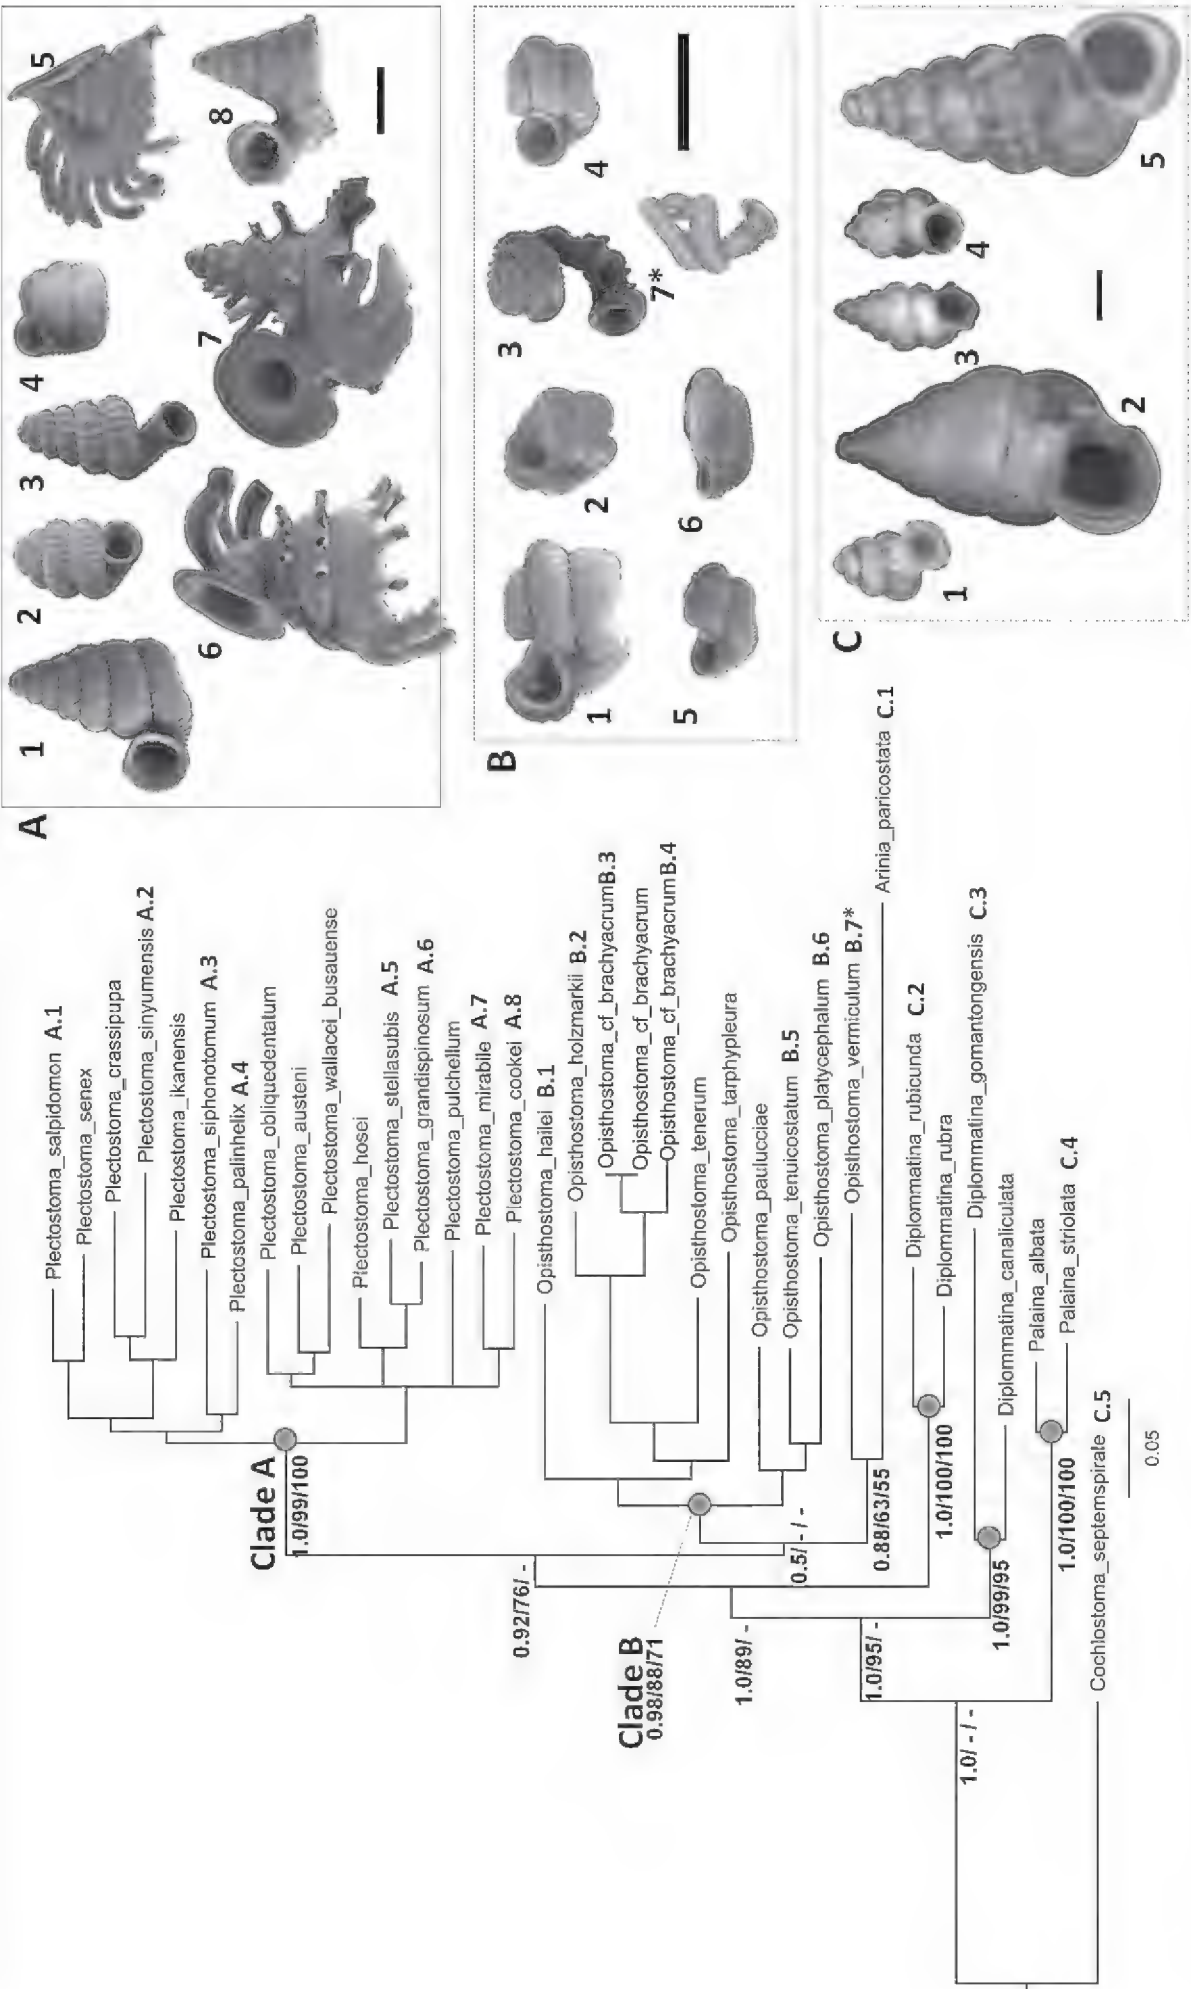 Plectostoma_salpidomon A.1
Plectostoma_senex
Plectostoma_crassipupa
Plectostoma_sinyumensis A.2
Plectostoma_ikanensis
Plectostoma_siphonotomum A.3
Plectostoma_palinhelix A.4
Plectostoma_obliquedentatum
Plectostoma_austeni
Plectostoma_wallacei_busauense
Plectostoma_hosei
Plectostoma_stellasubis A.5
Plectostoma_grandispinosum A.6
Plectostoma_pulchellum
Plectostoma_mirabile A.7
Plectostoma_cookei A.8
Opisthostoma_hailei B.1
Opisthostoma_holzmarkii B.2
Opisthostoma_cf_brachyacrum B.3
Opisthostoma_cf_brachyacrum
Opisthostoma_cf_brachyacrum B.4
Opisthostoma_tenerum
Opisthostoma_tarphypleura
Opisthostoma_paulucciae
Opisthostoma_tenuicostatum B.5
Opisthostoma_platycephalum B.6
Opisthostoma_vermiculum B.7*
Arinia_paricostata C.1
Diplommatina_rubicunda C.2
Diplommatina_rubra
Diplommatina_gomantongensis C.3
Diplommatina_canaliculata
Palaina_albata
Palaina_striolata C.4
Cochlostoma_septemspirale C.5
Clade A
1.0/99/100
0.92/76/ -
Clade B
0.98/88/71
0.5/ - / -
0.88/63/55
1.0/89/ -
1.0/100/100
1.0/95/ -
1.0/99/95
1.0/100/100
1.0/ - / -
0.05
A
1
2
3
4
5
6
7
8
B
1
2
3
4
5
6
7*
C
1
2
3
4
5